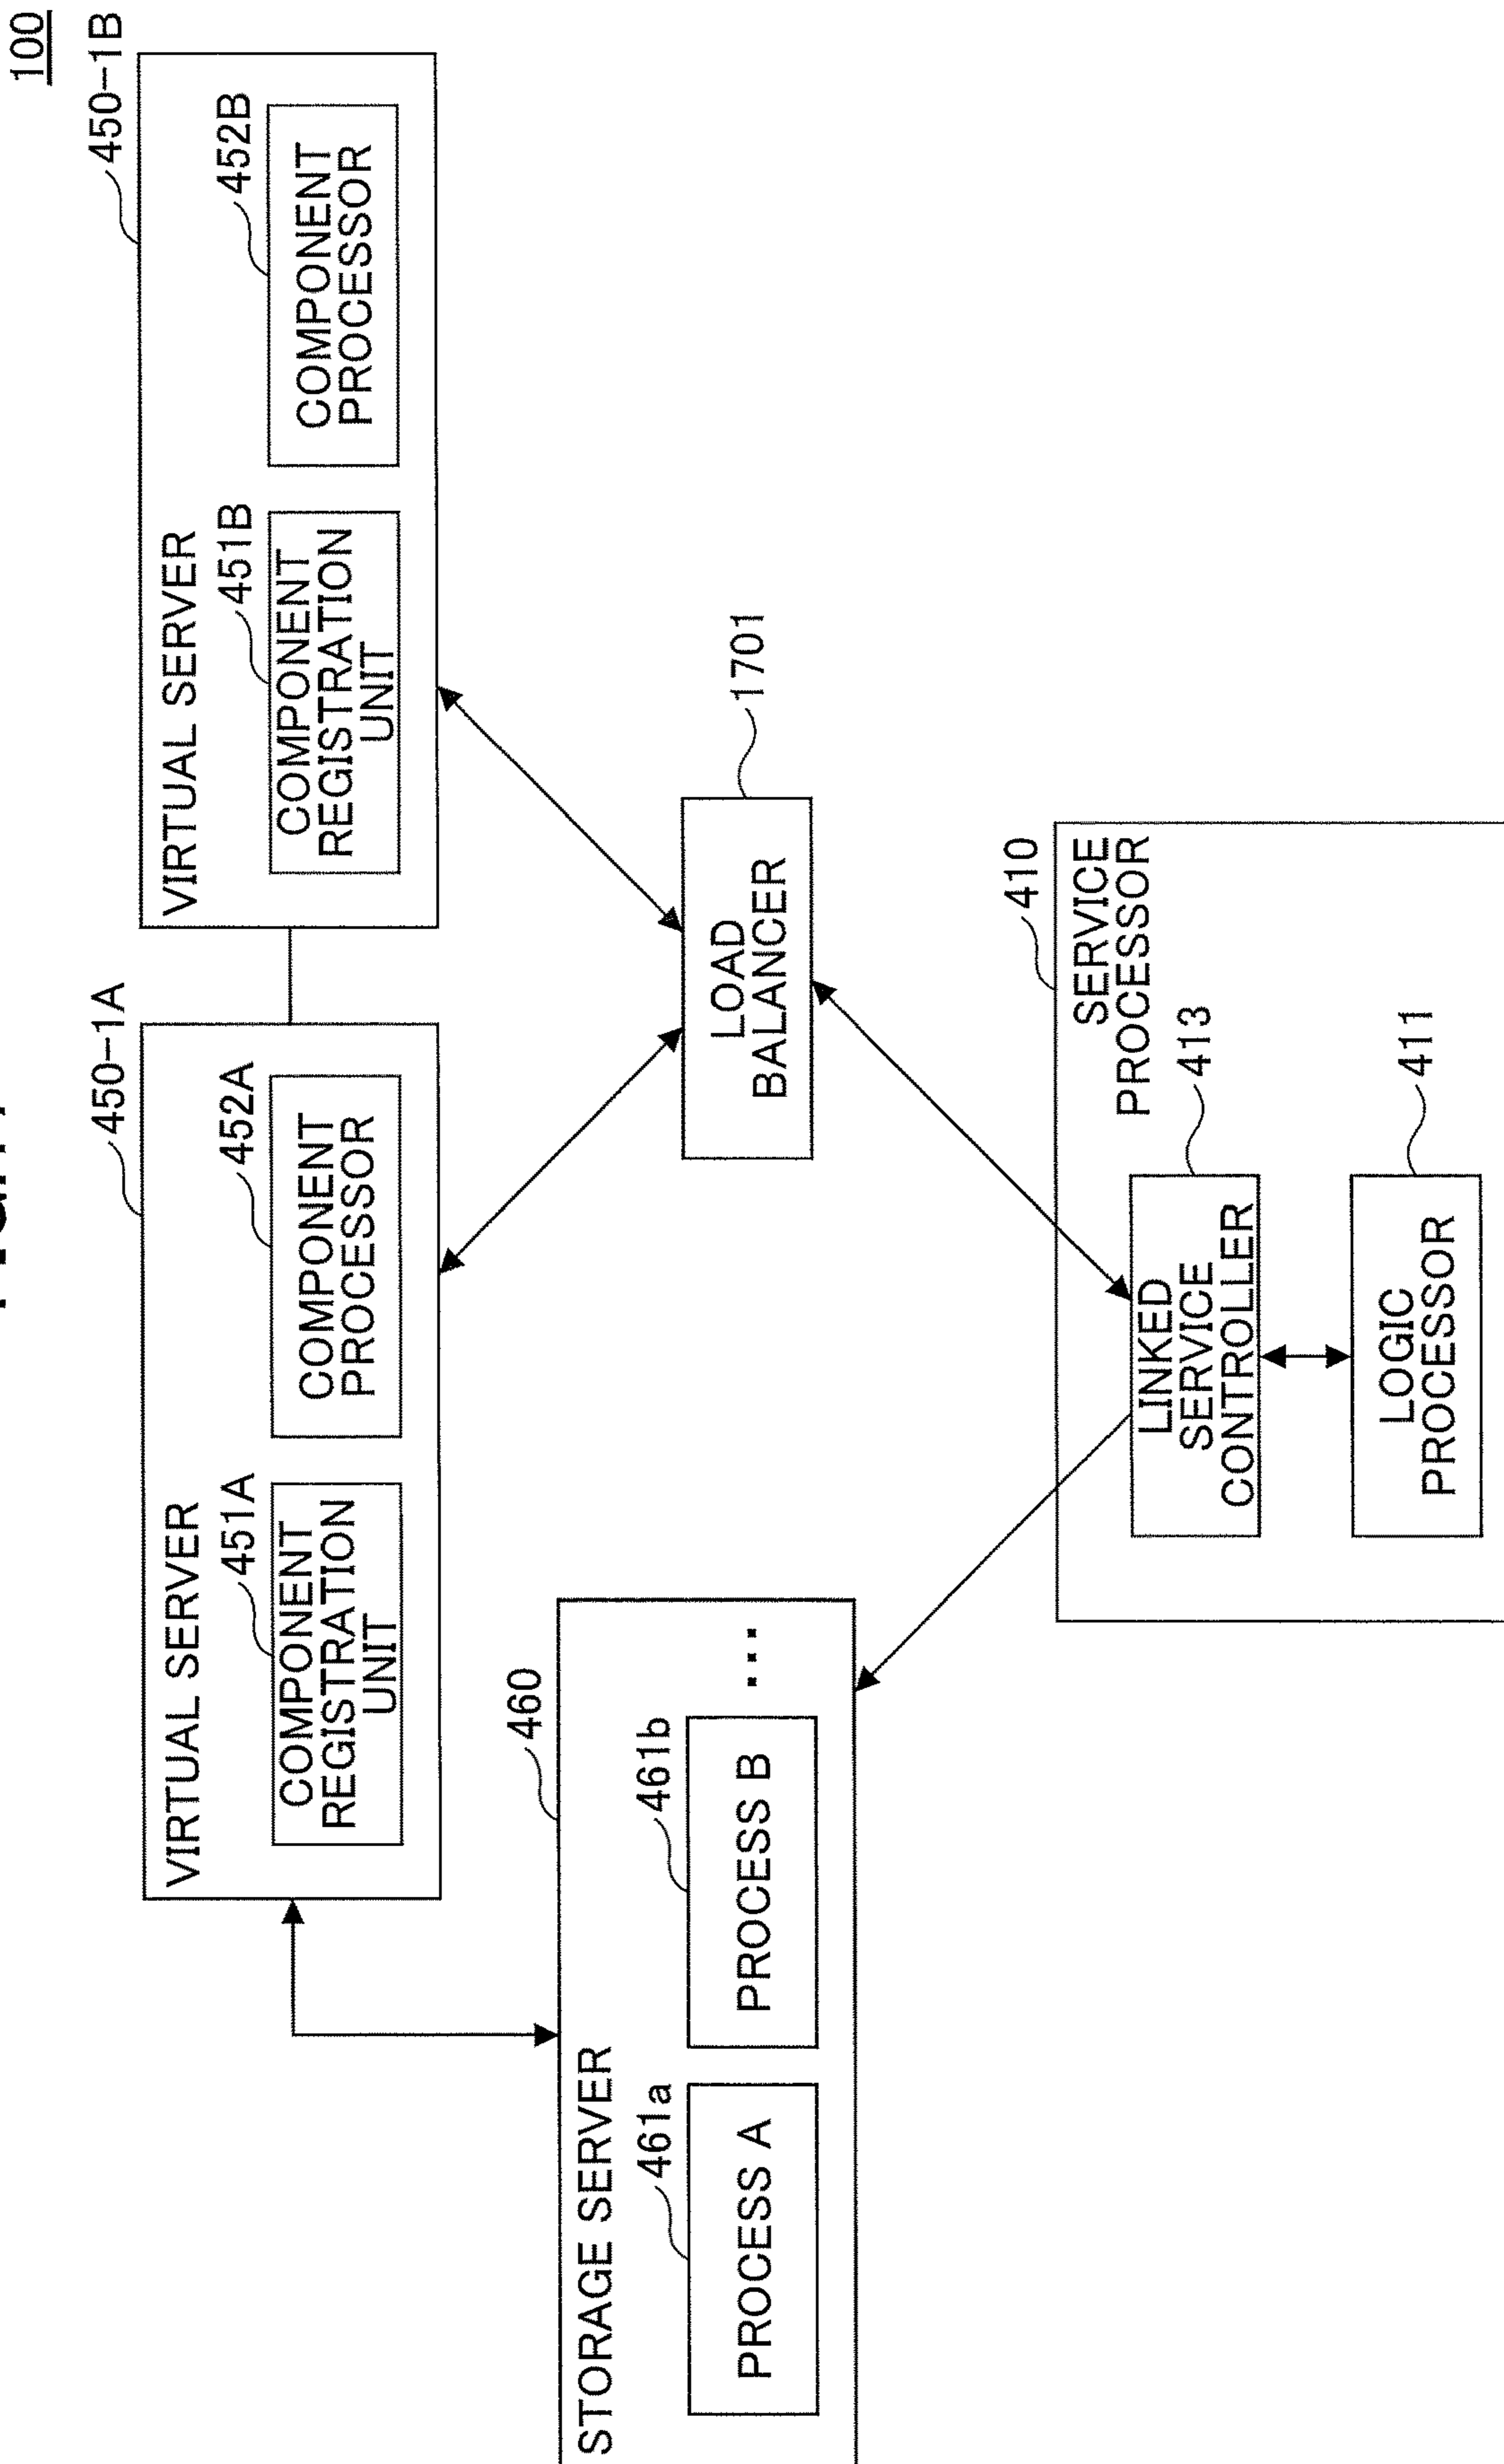 100
450-1A
VIRTUAL SERVER
451A
COMPONENT
REGISTRATION
UNIT
452A
COMPONENT
PROCESSOR
450-1B
VIRTUAL SERVER
451B
COMPONENT
REGISTRATION
UNIT
452B
COMPONENT
PROCESSOR
460
STORAGE SERVER
461a
PROCESS A
461b
PROCESS B
...
1701
LOAD
BALANCER
410
SERVICE
PROCESSOR
413
LINKED
SERVICE
CONTROLLER
411
LOGIC
PROCESSOR